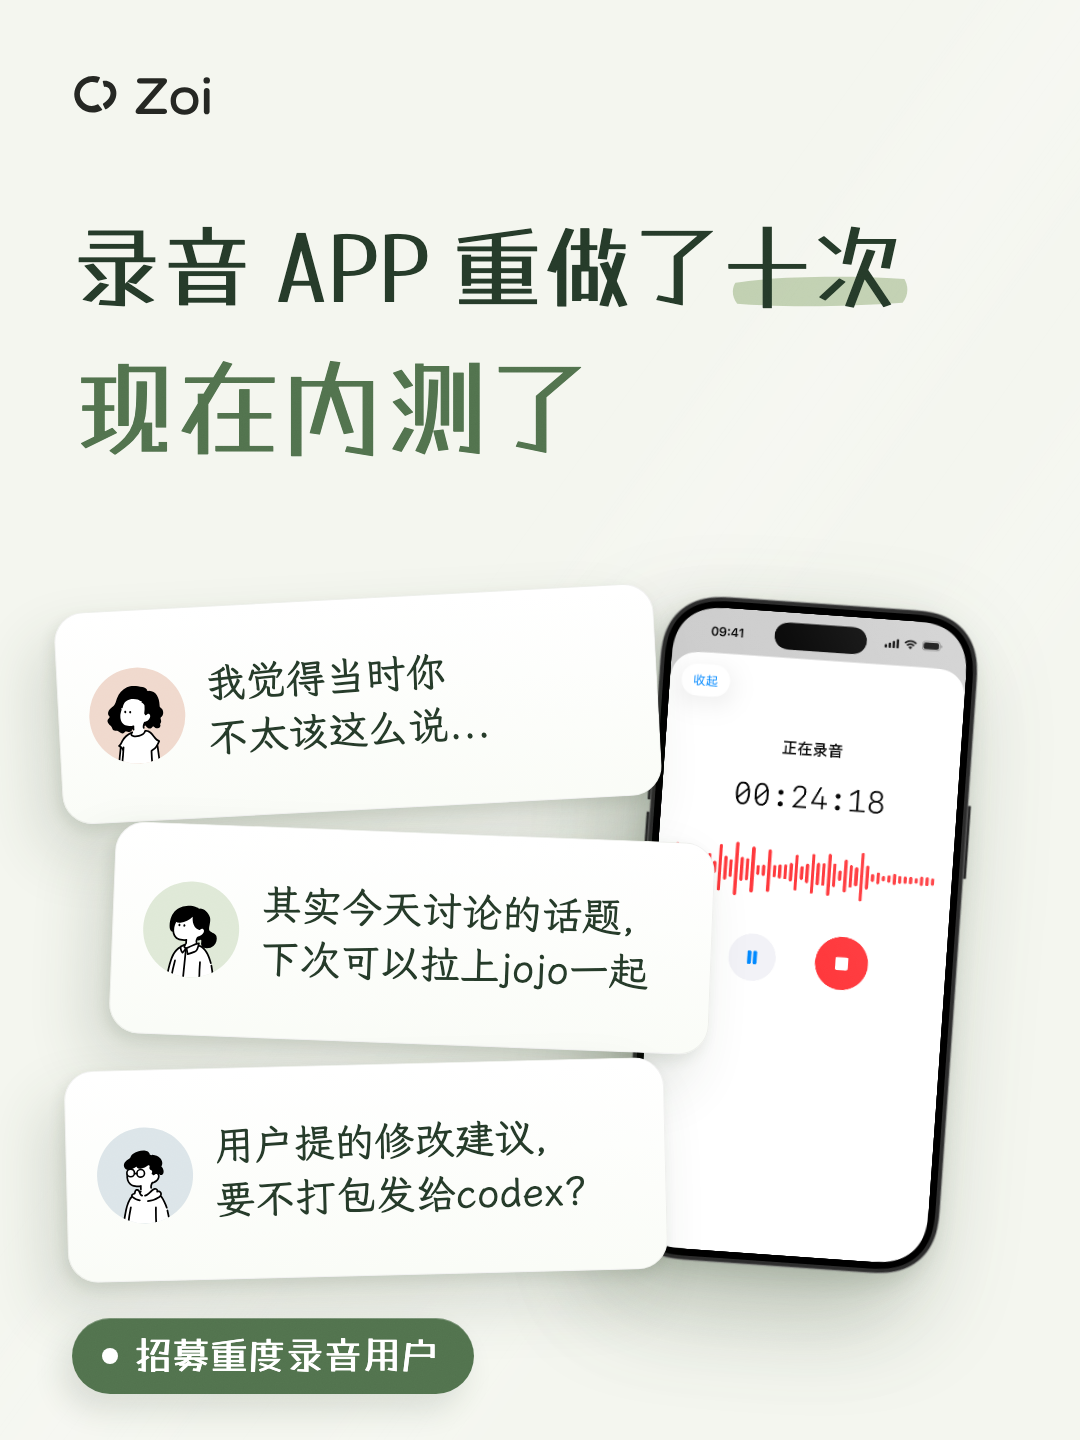 Zoi
录音 APP 重做了十次
现在内测了
我觉得当时你
不太该这么说...
其实今天讨论的话题,
下次可以拉上jojo一起
用户提的修改建议,
要不打包发给codex?
09:41
收起
正在录音
00:24:18
招募重度录音用户